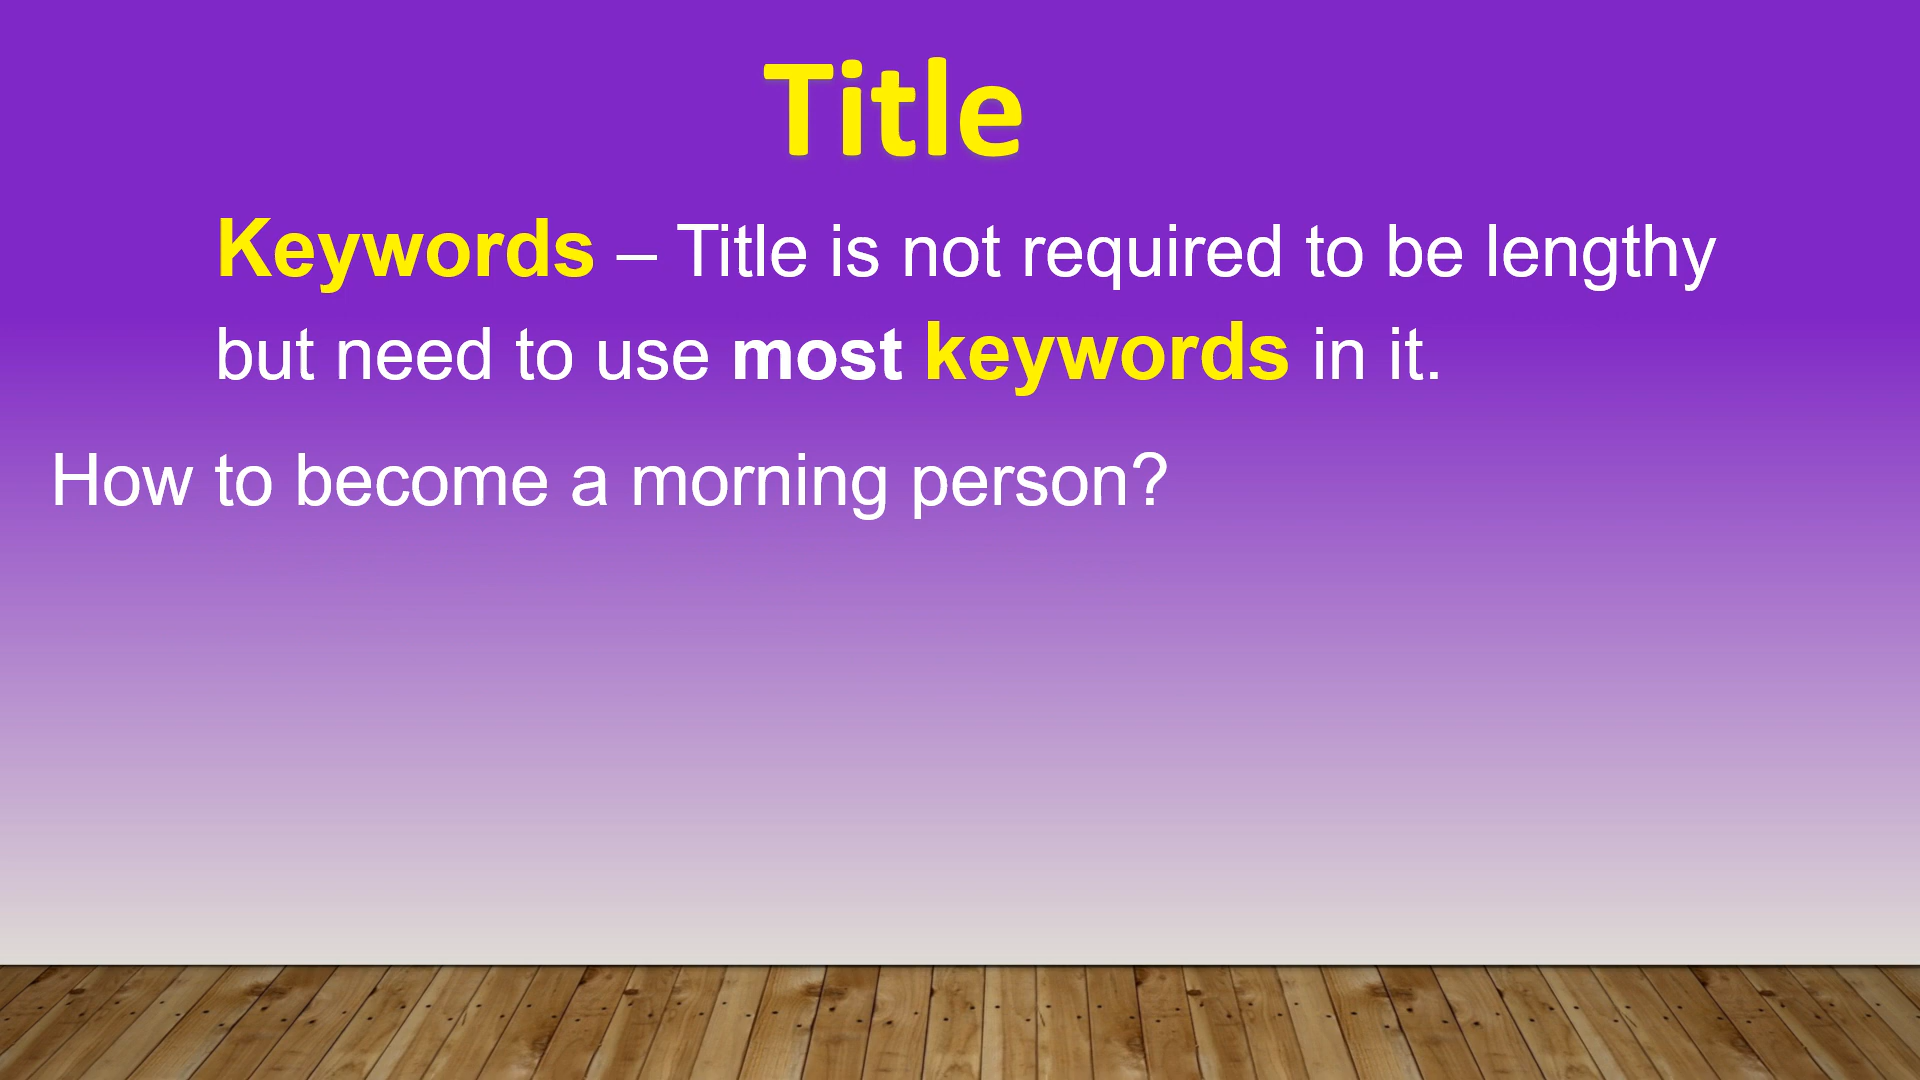 Title
Keywords – Title is not required to be lengthy
but need to use most keywords in it.
How to become a morning person?